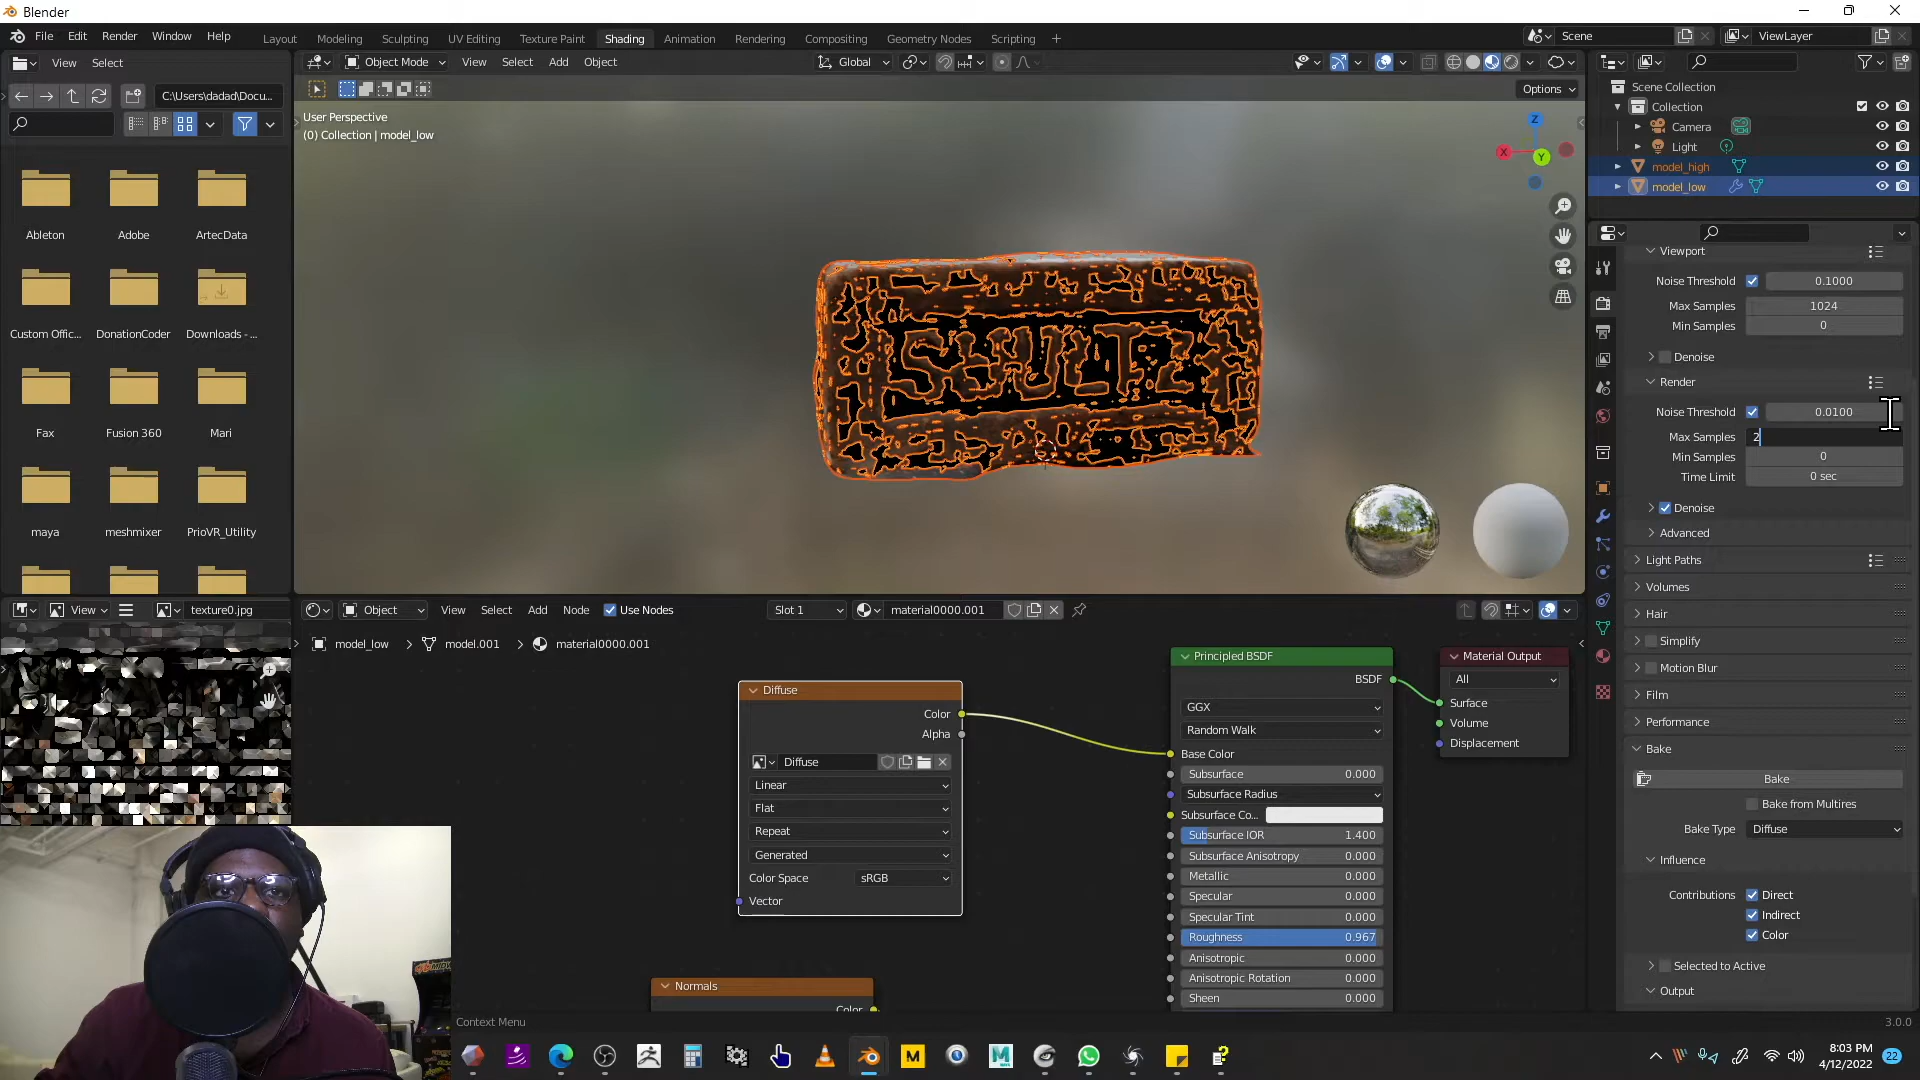 Blender
File Edit Render Window Help
Layout Modeling Sculpting UV Editing Texture Paint Shading Animation Rendering Compositing Geometry Nodes Scripting +
Scene
ViewLayer
View Select
Object Mode View Select Add Object
Global
C:\Users\dadad\Docu...
Options
User Perspective
(0) Collection | model_low
Z
X
Y
Ableton Adobe ArtecData
Custom Offic... DonationCoder Downloads - ...
Fax Fusion 360 Mari
maya meshmixer PrioVR_Utility
Scene Collection
Collection
Camera
Light
model_high
model_low
Viewport
Noise Threshold 0.1000
Max Samples 1024
Min Samples 0
Denoise
Render
Noise Threshold 0.0100
Max Samples 2
Min Samples 0
Time Limit 0 sec
Denoise
Advanced
Light Paths
Volumes
Hair
Simplify
Motion Blur
Film
Performance
Bake
Bake
Bake from Multires
Bake Type Diffuse
Influence
Contributions Direct
Indirect
Color
Selected to Active
Output
View texture0.jpg
Object View Select Add Node Use Nodes Slot 1 material0000.001
model_low > model.001 > material0000.001
Diffuse
Color
Alpha
Diffuse
Linear
Flat
Repeat
Generated
Color Space sRGB
Vector
Normals
Color
Principled BSDF
BSDF
GGX
Random Walk
Base Color
Subsurface 0.000
Subsurface Radius
Subsurface Co...
Subsurface IOR 1.400
Subsurface Anisotropy 0.000
Metallic 0.000
Specular 0.000
Specular Tint 0.000
Roughness 0.967
Anisotropic 0.000
Anisotropic Rotation 0.000
Sheen 0.000
Material Output
All
Surface
Volume
Displacement
Context Menu
3.0.0
8:03 PM
4/12/2022
22